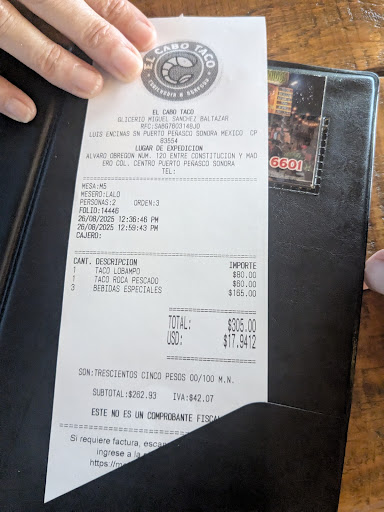 EL CABO TACO
EL CABO TACO
GLICERIO MIGUEL SANCHEZ BALTAZAR
LUIS ENCINAS SN PUERTO PEÑASCO SONORA MEXICO CP
83554
LUGAR DE EXPEDICION
ALVARO OBREGON NUM. 120 ENTRE CONSTITUCION Y MAD
ERO COL. CENTRO PUERTO PEÑASCO SONORA
TEL:
MESA:M5
MESERO:LALO
PERSONAS:2 ORDEN:3
FOLIO:14446
26/08/2025 12:36:46 PM
26/08/2025 12:59:43 PM
CAJERO:
CANT. DESCRIPCION IMPORTE
1 TACO LOBAMPO $80.00
1 TACO ROCA PESCADO $60.00
3 BEBIDAS ESPECIALES $165.00
TOTAL: $305.00
USD: $17.9412
SON:TRESCIENTOS CINCO PESOS 00/100 M.N.
SUBTOTAL:$262.93 IVA:$42.07
ESTE NO ES UN COMPROBANTE FISCA
Si requiere factura, escan
ingrese a la
https://m
6601